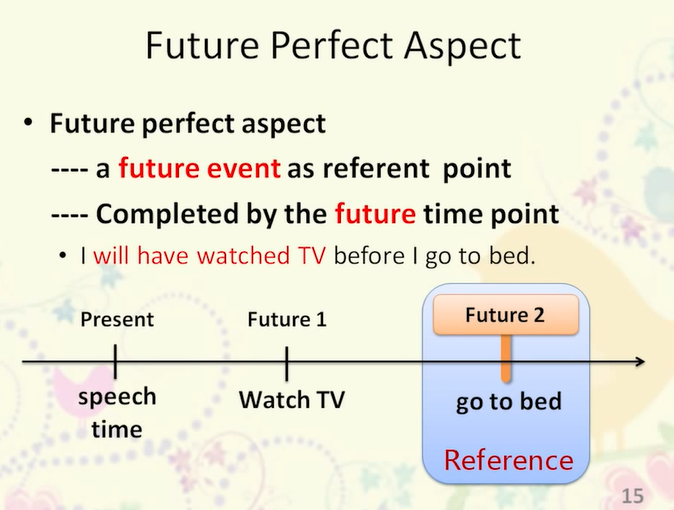 Future Perfect Aspect
• Future perfect aspect
---- a future event as referent point
---- Completed by the future time point
• I will have watched TV before I go to bed.
Present
Future 1
Future 2
speech
time
Watch TV
go to bed
Reference
15